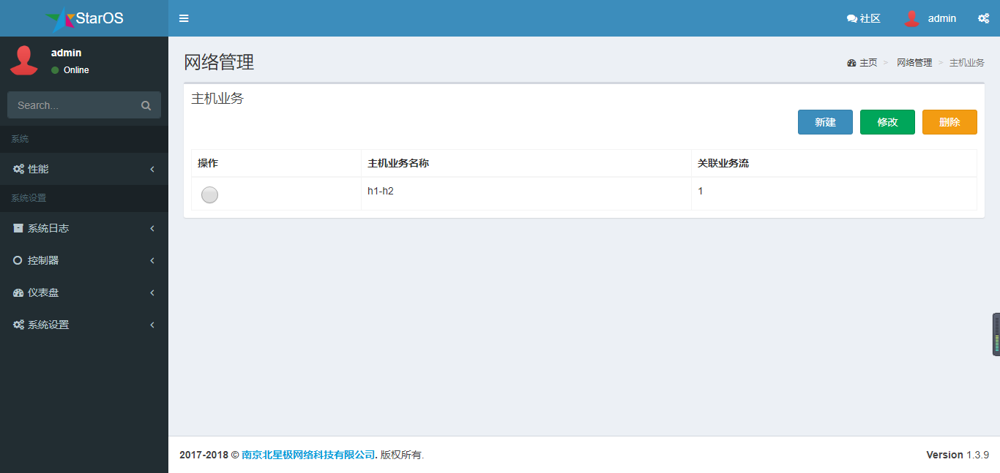 StarOS
社区
admin
admin
Online
Search...
系统
性能
系统设置
系统日志
控制器
仪表盘
系统设置
网络管理
主页 > 网络管理 > 主机业务
主机业务
新建 修改 删除
操作 主机业务名称 关联业务流
h1-h2 1
2017-2018 © 南京北星极网络科技有限公司. 版权所有.
Version 1.3.9